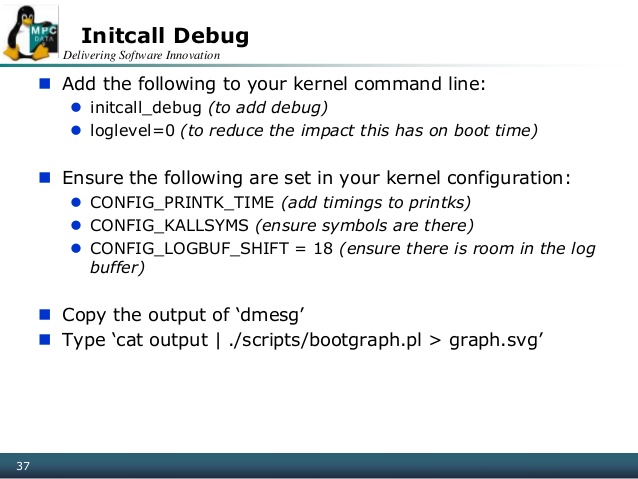 MPC
DATA
Initcall Debug
Delivering Software Innovation
Add the following to your kernel command line:
initcall_debug (to add debug)
loglevel=0 (to reduce the impact this has on boot time)
Ensure the following are set in your kernel configuration:
CONFIG_PRINTK_TIME (add timings to printks)
CONFIG_KALLSYMS (ensure symbols are there)
CONFIG_LOGBUF_SHIFT = 18 (ensure there is room in the log
buffer)
Copy the output of ‘dmesg’
Type ‘cat output | ./scripts/bootgraph.pl > graph.svg’
37